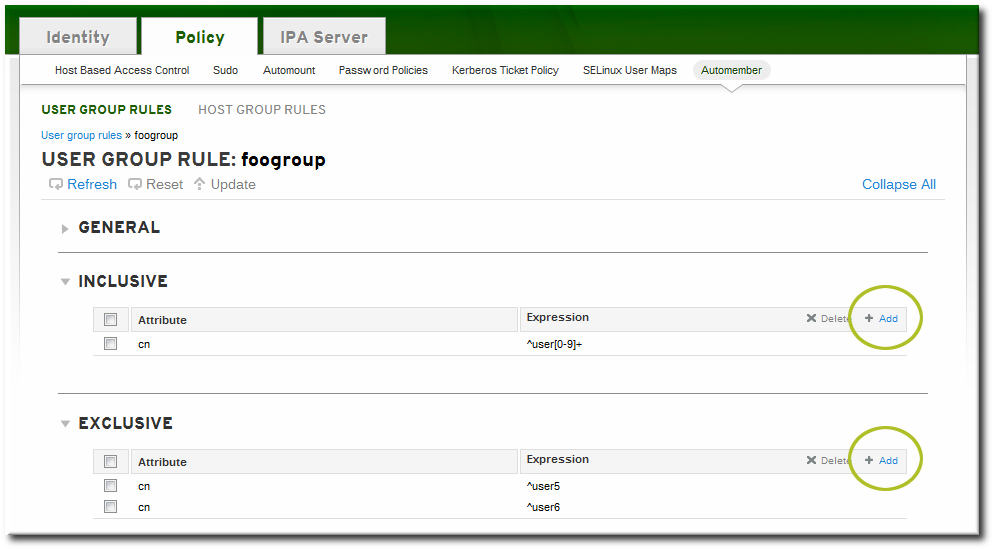 Identity Policy IPA Server
Host Based Access Control Sudo Automount Password Policies Kerberos Ticket Policy SELinux User Maps Automember
USER GROUP RULES HOST GROUP RULES
User group rules » foogroup
USER GROUP RULE: foogroup
Refresh Reset Update Collapse All
GENERAL
INCLUSIVE
Attribute Expression Delete Add
cn ^user[0-9]+
EXCLUSIVE
Attribute Expression Delete Add
cn ^user5
cn ^user6